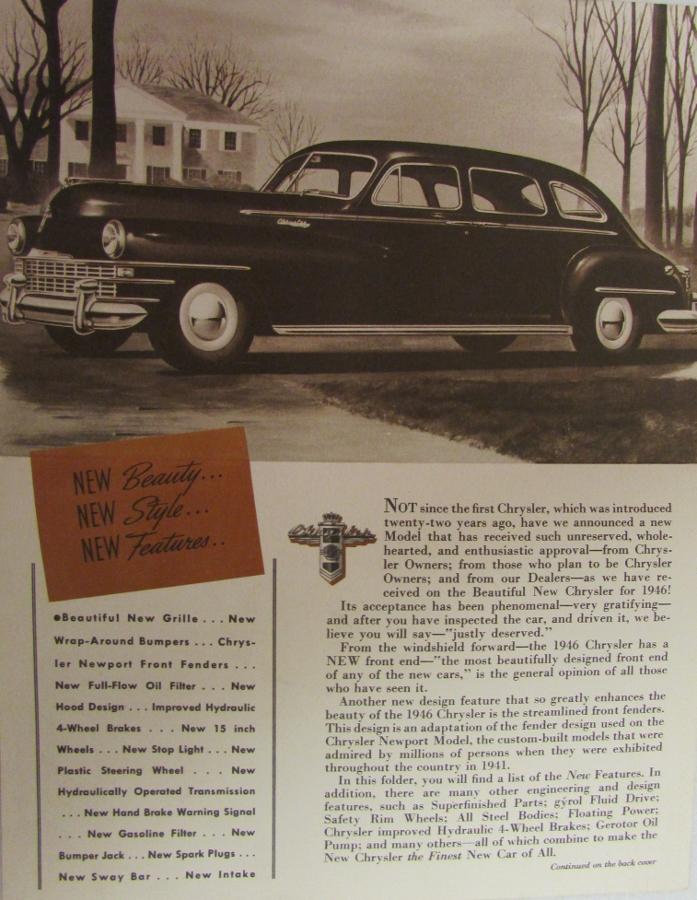 Chrysler
NEW Beauty...
NEW Style...
NEW Features..
•Beautiful New Grille . . . New
Wrap-Around Bumpers . . . Chrys-
ler Newport Front Fenders . . .
New Full-Flow Oil Filter . . . New
Hood Design . . . Improved Hydraulic
4-Wheel Brakes . . . New 15 inch
Wheels . . . New Stop Light . . . New
Plastic Steering Wheel . . . New
Hydraulically Operated Transmission
. . . New Hand Brake Warning Signal
. . . New Gasoline Filter . . . New
Bumper Jack . . . New Spark Plugs . . .
New Sway Bar . . . New Intake
Chrysler
NOT since the first Chrysler, which was introduced
twenty-two years ago, have we announced a new
Model that has received such unreserved, whole-
hearted, and enthusiastic approval—from Chrys-
ler Owners; from those who plan to be Chrysler
Owners; and from our Dealers—as we have re-
ceived on the Beautiful New Chrysler for 1946!
Its acceptance has been phenomenal—very gratifying—
and after you have inspected the car, and driven it, we be-
lieve you will say—"justly deserved."
From the windshield forward—the 1946 Chrysler has a
NEW front end—"the most beautifully designed front end
of any of the new cars," is the general opinion of all those
who have seen it.
Another new design feature that so greatly enhances the
beauty of the 1946 Chrysler is the streamlined front fenders.
This design is an adaptation of the fender design used on the
Chrysler Newport Model, the custom-built models that were
admired by millions of persons when they were exhibited
throughout the country in 1941.
In this folder, you will find a list of the New Features. In
addition, there are many other engineering and design
features, such as Superfinished Parts; gýrol Fluid Drive;
Safety Rim Wheels; All Steel Bodies; Floating Power;
Chrysler improved Hydraulic 4-Wheel Brakes; Gerotor Oil
Pump; and many others—all of which combine to make the
New Chrysler the Finest New Car of All.
Continued on the back cover